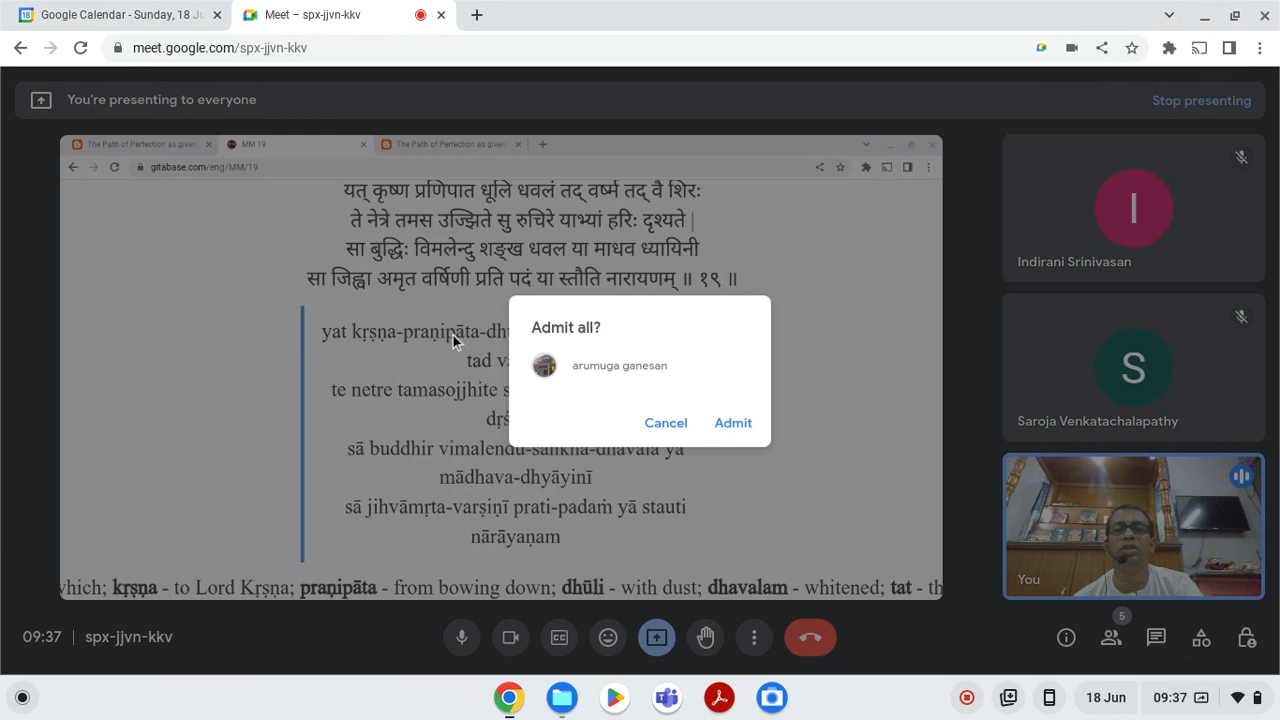 Google Calendar - Sunday, 18 Ju
Meet – spx-jjvn-kkv
meet.google.com/spx-jjvn-kkv
You're presenting to everyone
Stop presenting
The Path of Perfection as given
MM 19
The Path of Perfection as given
gitabase.com/eng/MM/19
यत् कृष्ण प्रणिपात धूलि धवलं तद् वर्ष्म तद् वै शिरः
ते नेत्रे तमस उज्झिते सु रुचिरे याभ्यां हरिः दृश्यते |
सा बुद्धिः विमलेन्दु शङ्ख धवल या माधव ध्यायिनी
सा जिह्वा अमृत वर्षिणी प्रति पदं या स्तौति नारायणम् ॥ १९ ॥
yat kṛṣṇa-praṇipāta-dh
tad va
te netre tamasojjhite s
dṛś
sā buddhir vimalendu-śaṅkha-dhavalā yā
mādhava-dhyāyinī
sā jihvāmṛta-varṣiṇī prati-padaṁ yā stauti
nārāyaṇam
which; kṛṣṇa - to Lord Kṛṣṇa; praṇipāta - from bowing down; dhūli - with dust; dhavalam - whitened; tat - th
Admit all?
arumuga ganesan
Cancel
Admit
I
Indirani Srinivasan
S
Saroja Venkatachalapathy
You
09:37
spx-jjvn-kkv
5
18 Jun
09:37